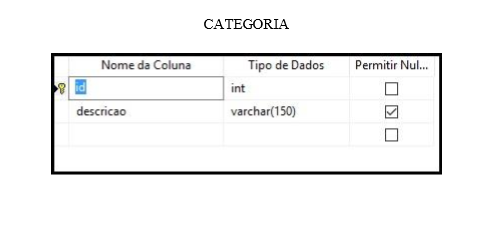 CATEGORIA
Nome da Coluna Tipo de Dados Permitir Nul...
id int
descricao varchar(150)